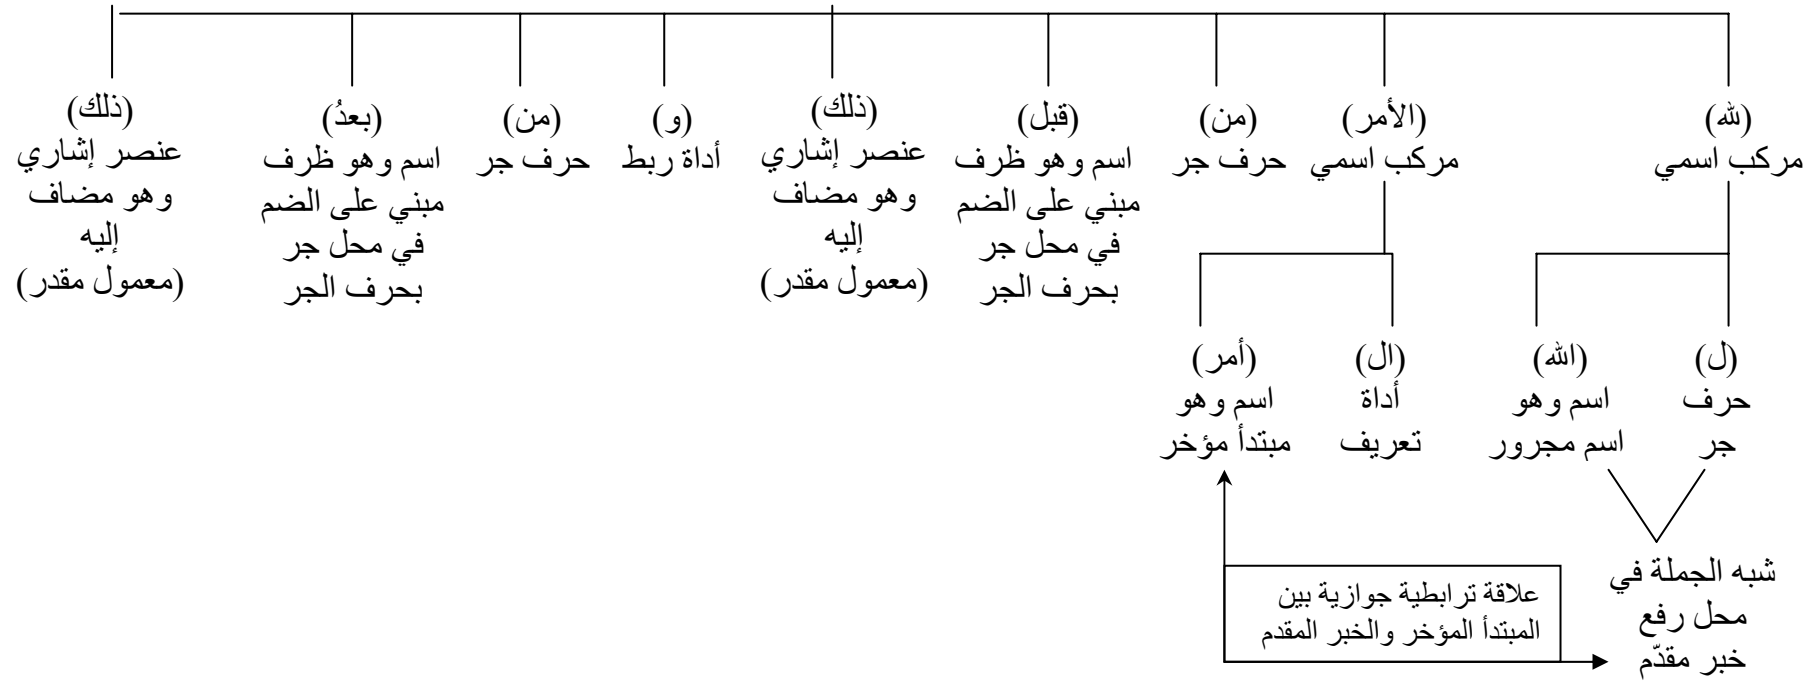 (لله)
مركب اسمي
(الأمر)
مركب اسمي
(من)
حرف جر
(قبل)
اسم وهو ظرف
مبني على الضم
في محل جر
بحرف الجر
(ذلك)
عنصر إشاري
وهو مضاف
إليه
(معمول مقدر)
(و)
أداة ربط
(من)
حرف جر
(بعدُ)
اسم وهو ظرف
مبني على الضم
في محل جر
بحرف الجر
(ذلك)
عنصر إشاري
وهو مضاف
إليه
(معمول مقدر)
(ل)
حرف
جر
(الله)
اسم وهو
اسم مجرور
(ال)
أداة
تعريف
(أمر)
اسم وهو
مبتدأ مؤخر
شبه الجملة في
محل رفع
خبر مقدّم
علاقة ترابطية جوازية بين
المبتدأ المؤخر والخبر المقدم